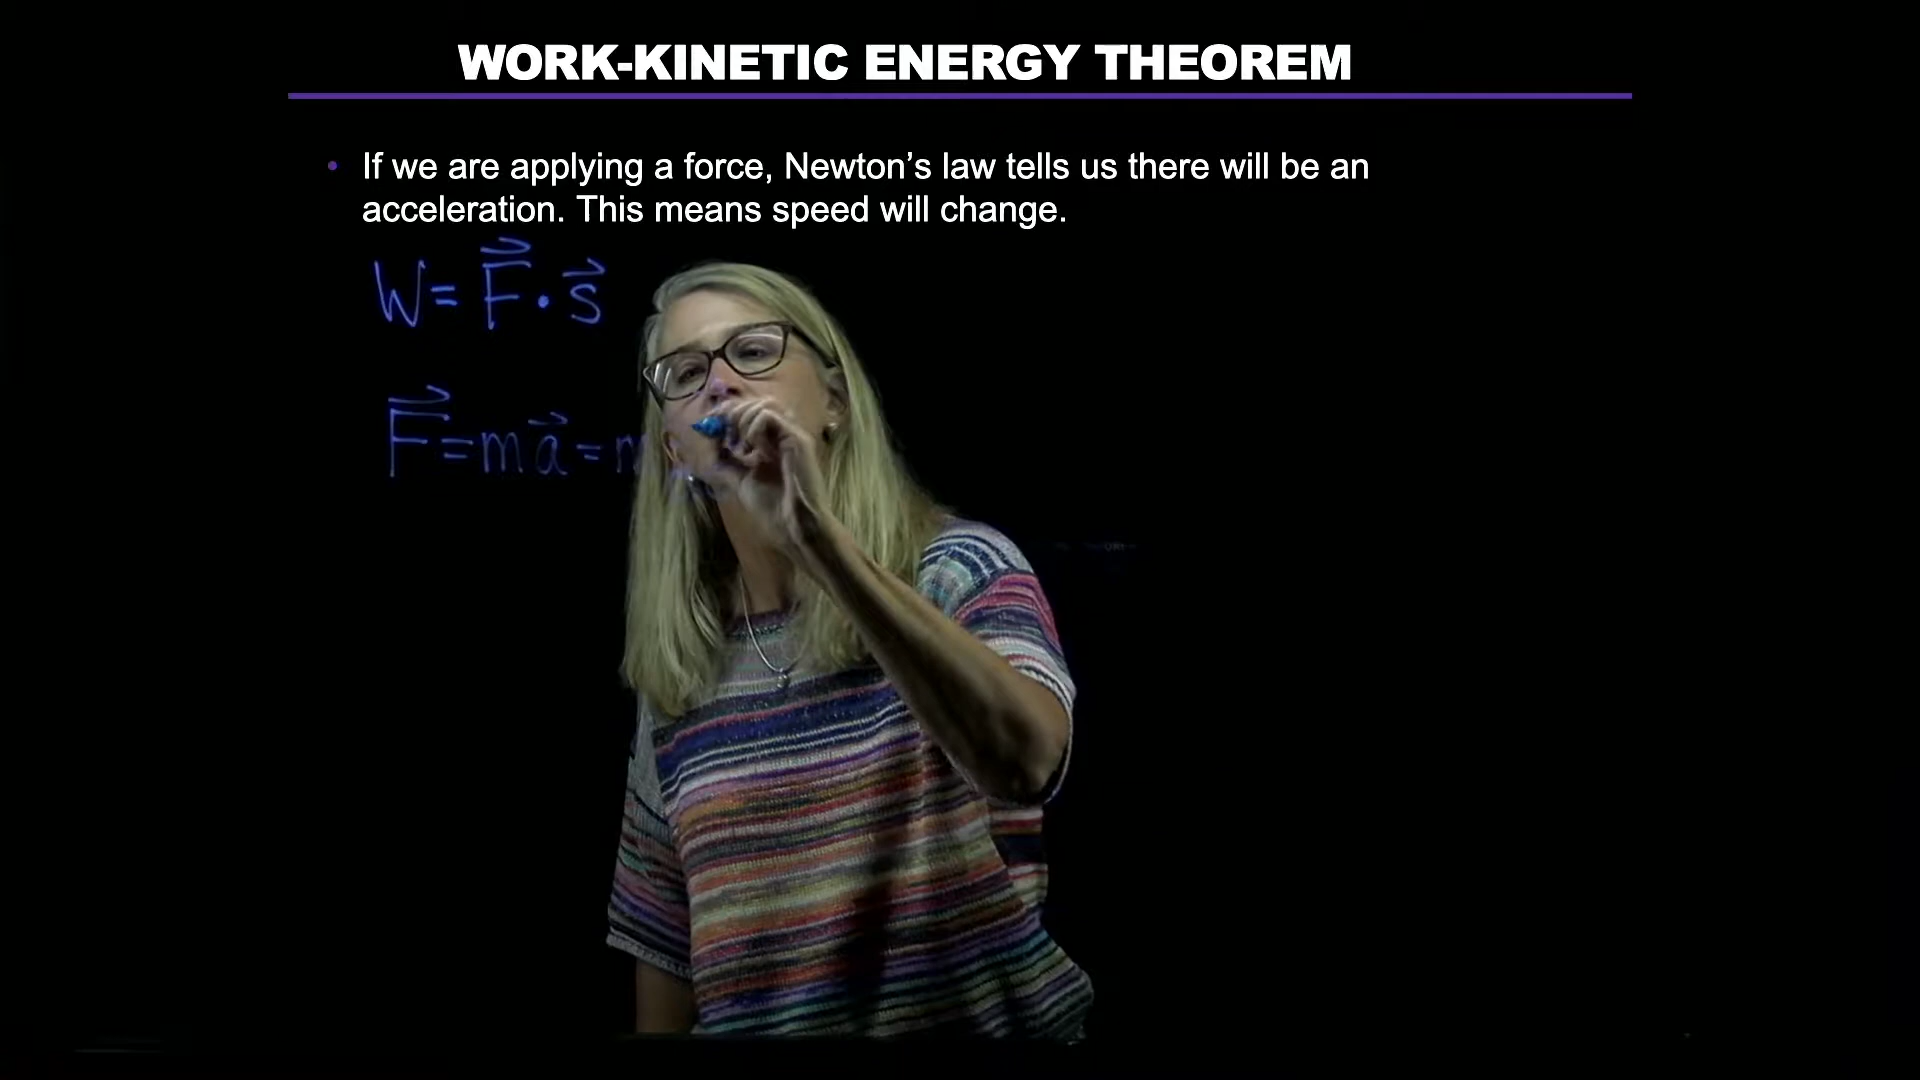 WORK-KINETIC ENERGY THEOREM
• If we are applying a force, Newton’s law tells us there will be an
acceleration. This means speed will change.
W = F⃗ · s⃗
F⃗ = ma⃗ = m